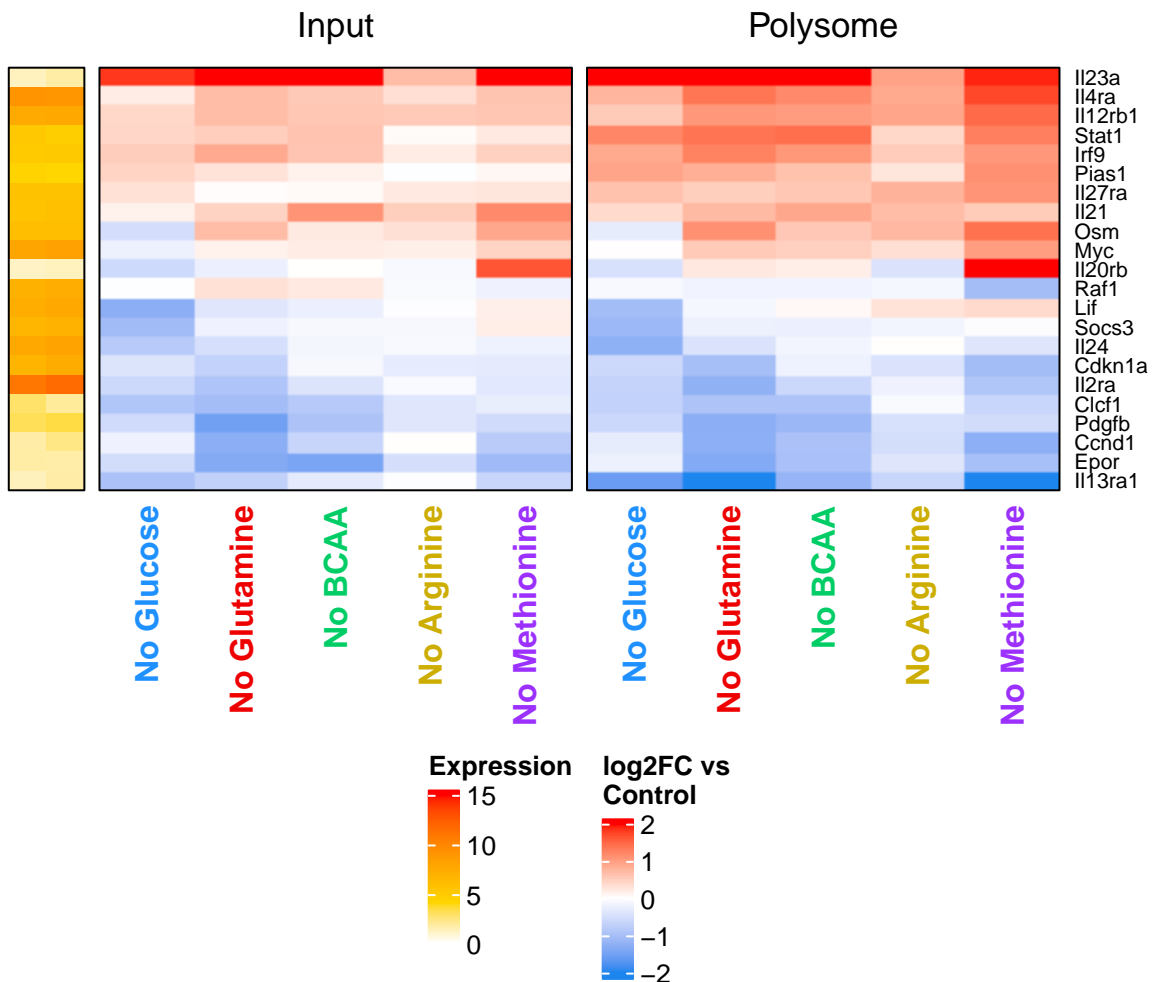 Input
Polysome
Il23a
Il4ra
Il12rb1
Stat1
Irf9
Pias1
Il27ra
Il21
Osm
Myc
Il20rb
Raf1
Lif
Socs3
Il24
Cdkn1a
Il2ra
Clcf1
Pdgfb
Ccnd1
Epor
Il13ra1
No Glucose
No Glutamine
No BCAA
No Arginine
No Methionine
No Glucose
No Glutamine
No BCAA
No Arginine
No Methionine
Expression
15
10
5
0
log2FC vs
Control
2
1
0
−1
−2